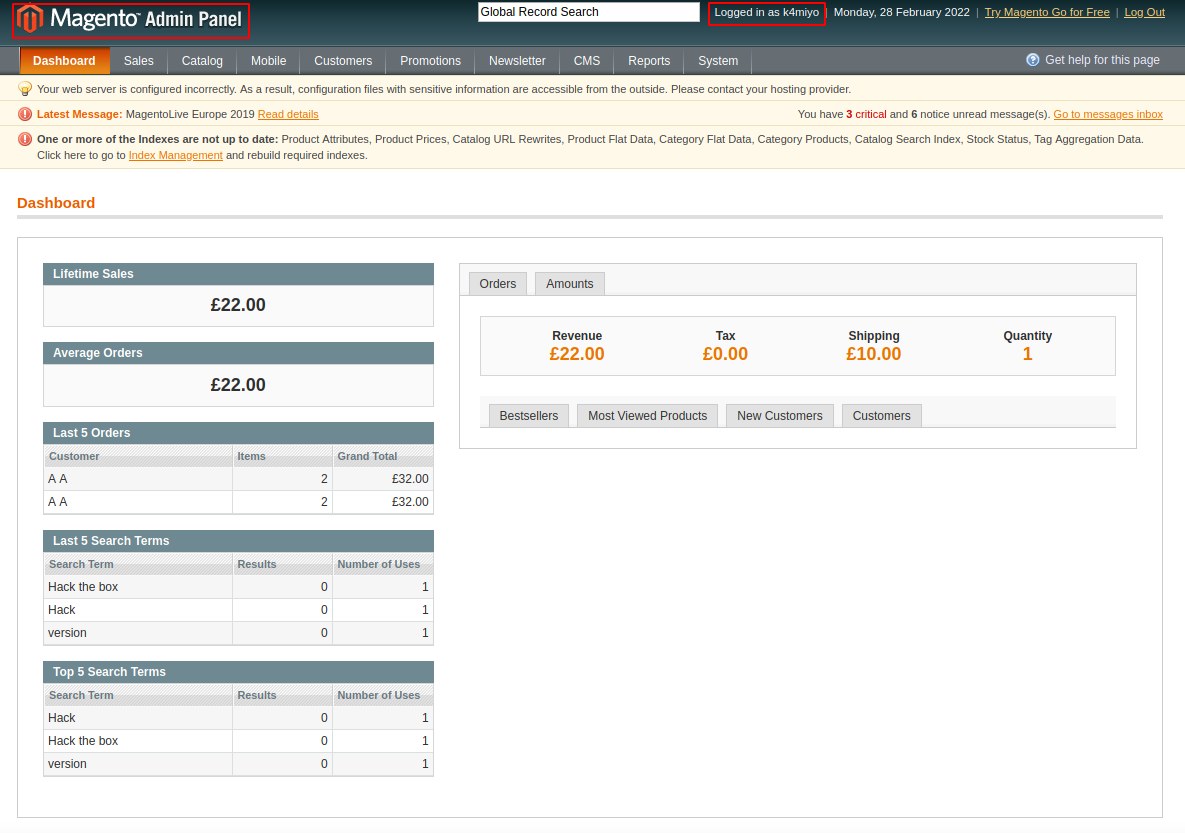 Magento™ Admin Panel
Global Record Search
Logged in as k4miyo | Monday, 28 February 2022 | Try Magento Go for Free | Log Out
Dashboard Sales Catalog Mobile Customers Promotions Newsletter CMS Reports System Get help for this page
Your web server is configured incorrectly. As a result, configuration files with sensitive information are accessible from the outside. Please contact your hosting provider.
Latest Message: MagentoLive Europe 2019 Read details You have 3 critical and 6 notice unread message(s). Go to messages inbox
One or more of the Indexes are not up to date: Product Attributes, Product Prices, Catalog URL Rewrites, Product Flat Data, Category Flat Data, Category Products, Catalog Search Index, Stock Status, Tag Aggregation Data.
Click here to go to Index Management and rebuild required indexes.
Dashboard
Lifetime Sales
£22.00
Average Orders
£22.00
Last 5 Orders
Customer Items Grand Total
A A 2 £32.00
A A 2 £32.00
Last 5 Search Terms
Search Term Results Number of Uses
Hack the box 0 1
Hack 0 1
version 0 1
Top 5 Search Terms
Search Term Results Number of Uses
Hack 0 1
Hack the box 0 1
version 0 1
Orders Amounts
Revenue Tax Shipping Quantity
£22.00 £0.00 £10.00 1
Bestsellers Most Viewed Products New Customers Customers